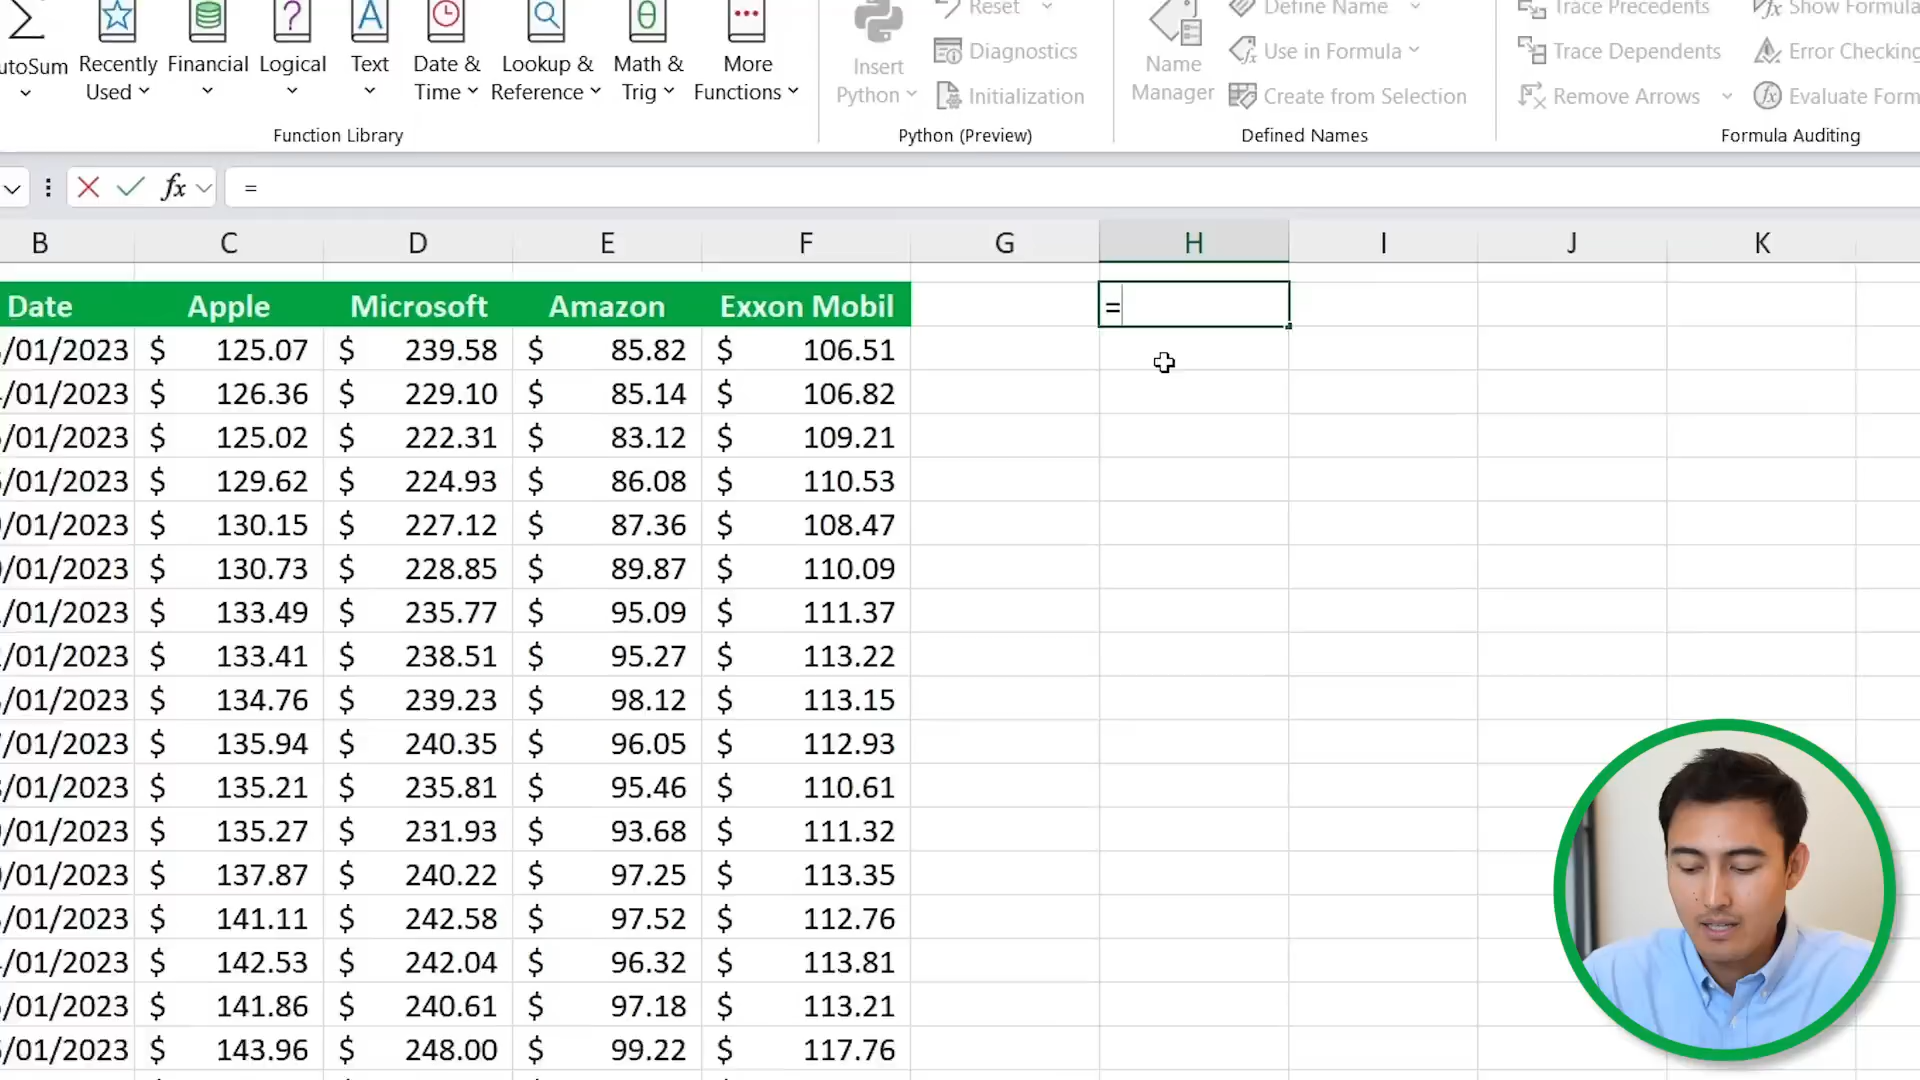 Reset
Define Name
Trace Precedents
Show Formula
Diagnostics
Use in Formula
Trace Dependents
Error Checking
AutoSum
Recently Used
Financial
Logical
Text
Date & Time
Lookup & Reference
Math & Trig
More Functions
Insert Python
Initialization
Name Manager
Create from Selection
Remove Arrows
Evaluate Form
Function Library
Python (Preview)
Defined Names
Formula Auditing
fx =
B C D E F G H I J K
Date Apple Microsoft Amazon Exxon Mobil =
/01/2023 $ 125.07 $ 239.58 $ 85.82 $ 106.51
/01/2023 $ 126.36 $ 229.10 $ 85.14 $ 106.82
/01/2023 $ 125.02 $ 222.31 $ 83.12 $ 109.21
/01/2023 $ 129.62 $ 224.93 $ 86.08 $ 110.53
/01/2023 $ 130.15 $ 227.12 $ 87.36 $ 108.47
/01/2023 $ 130.73 $ 228.85 $ 89.87 $ 110.09
/01/2023 $ 133.49 $ 235.77 $ 95.09 $ 111.37
/01/2023 $ 133.41 $ 238.51 $ 95.27 $ 113.22
/01/2023 $ 134.76 $ 239.23 $ 98.12 $ 113.15
/01/2023 $ 135.94 $ 240.35 $ 96.05 $ 112.93
/01/2023 $ 135.21 $ 235.81 $ 95.46 $ 110.61
/01/2023 $ 135.27 $ 231.93 $ 93.68 $ 111.32
/01/2023 $ 137.87 $ 240.22 $ 97.25 $ 113.35
/01/2023 $ 141.11 $ 242.58 $ 97.52 $ 112.76
/01/2023 $ 142.53 $ 242.04 $ 96.32 $ 113.81
/01/2023 $ 141.86 $ 240.61 $ 97.18 $ 113.21
/01/2023 $ 143.96 $ 248.00 $ 99.22 $ 117.76